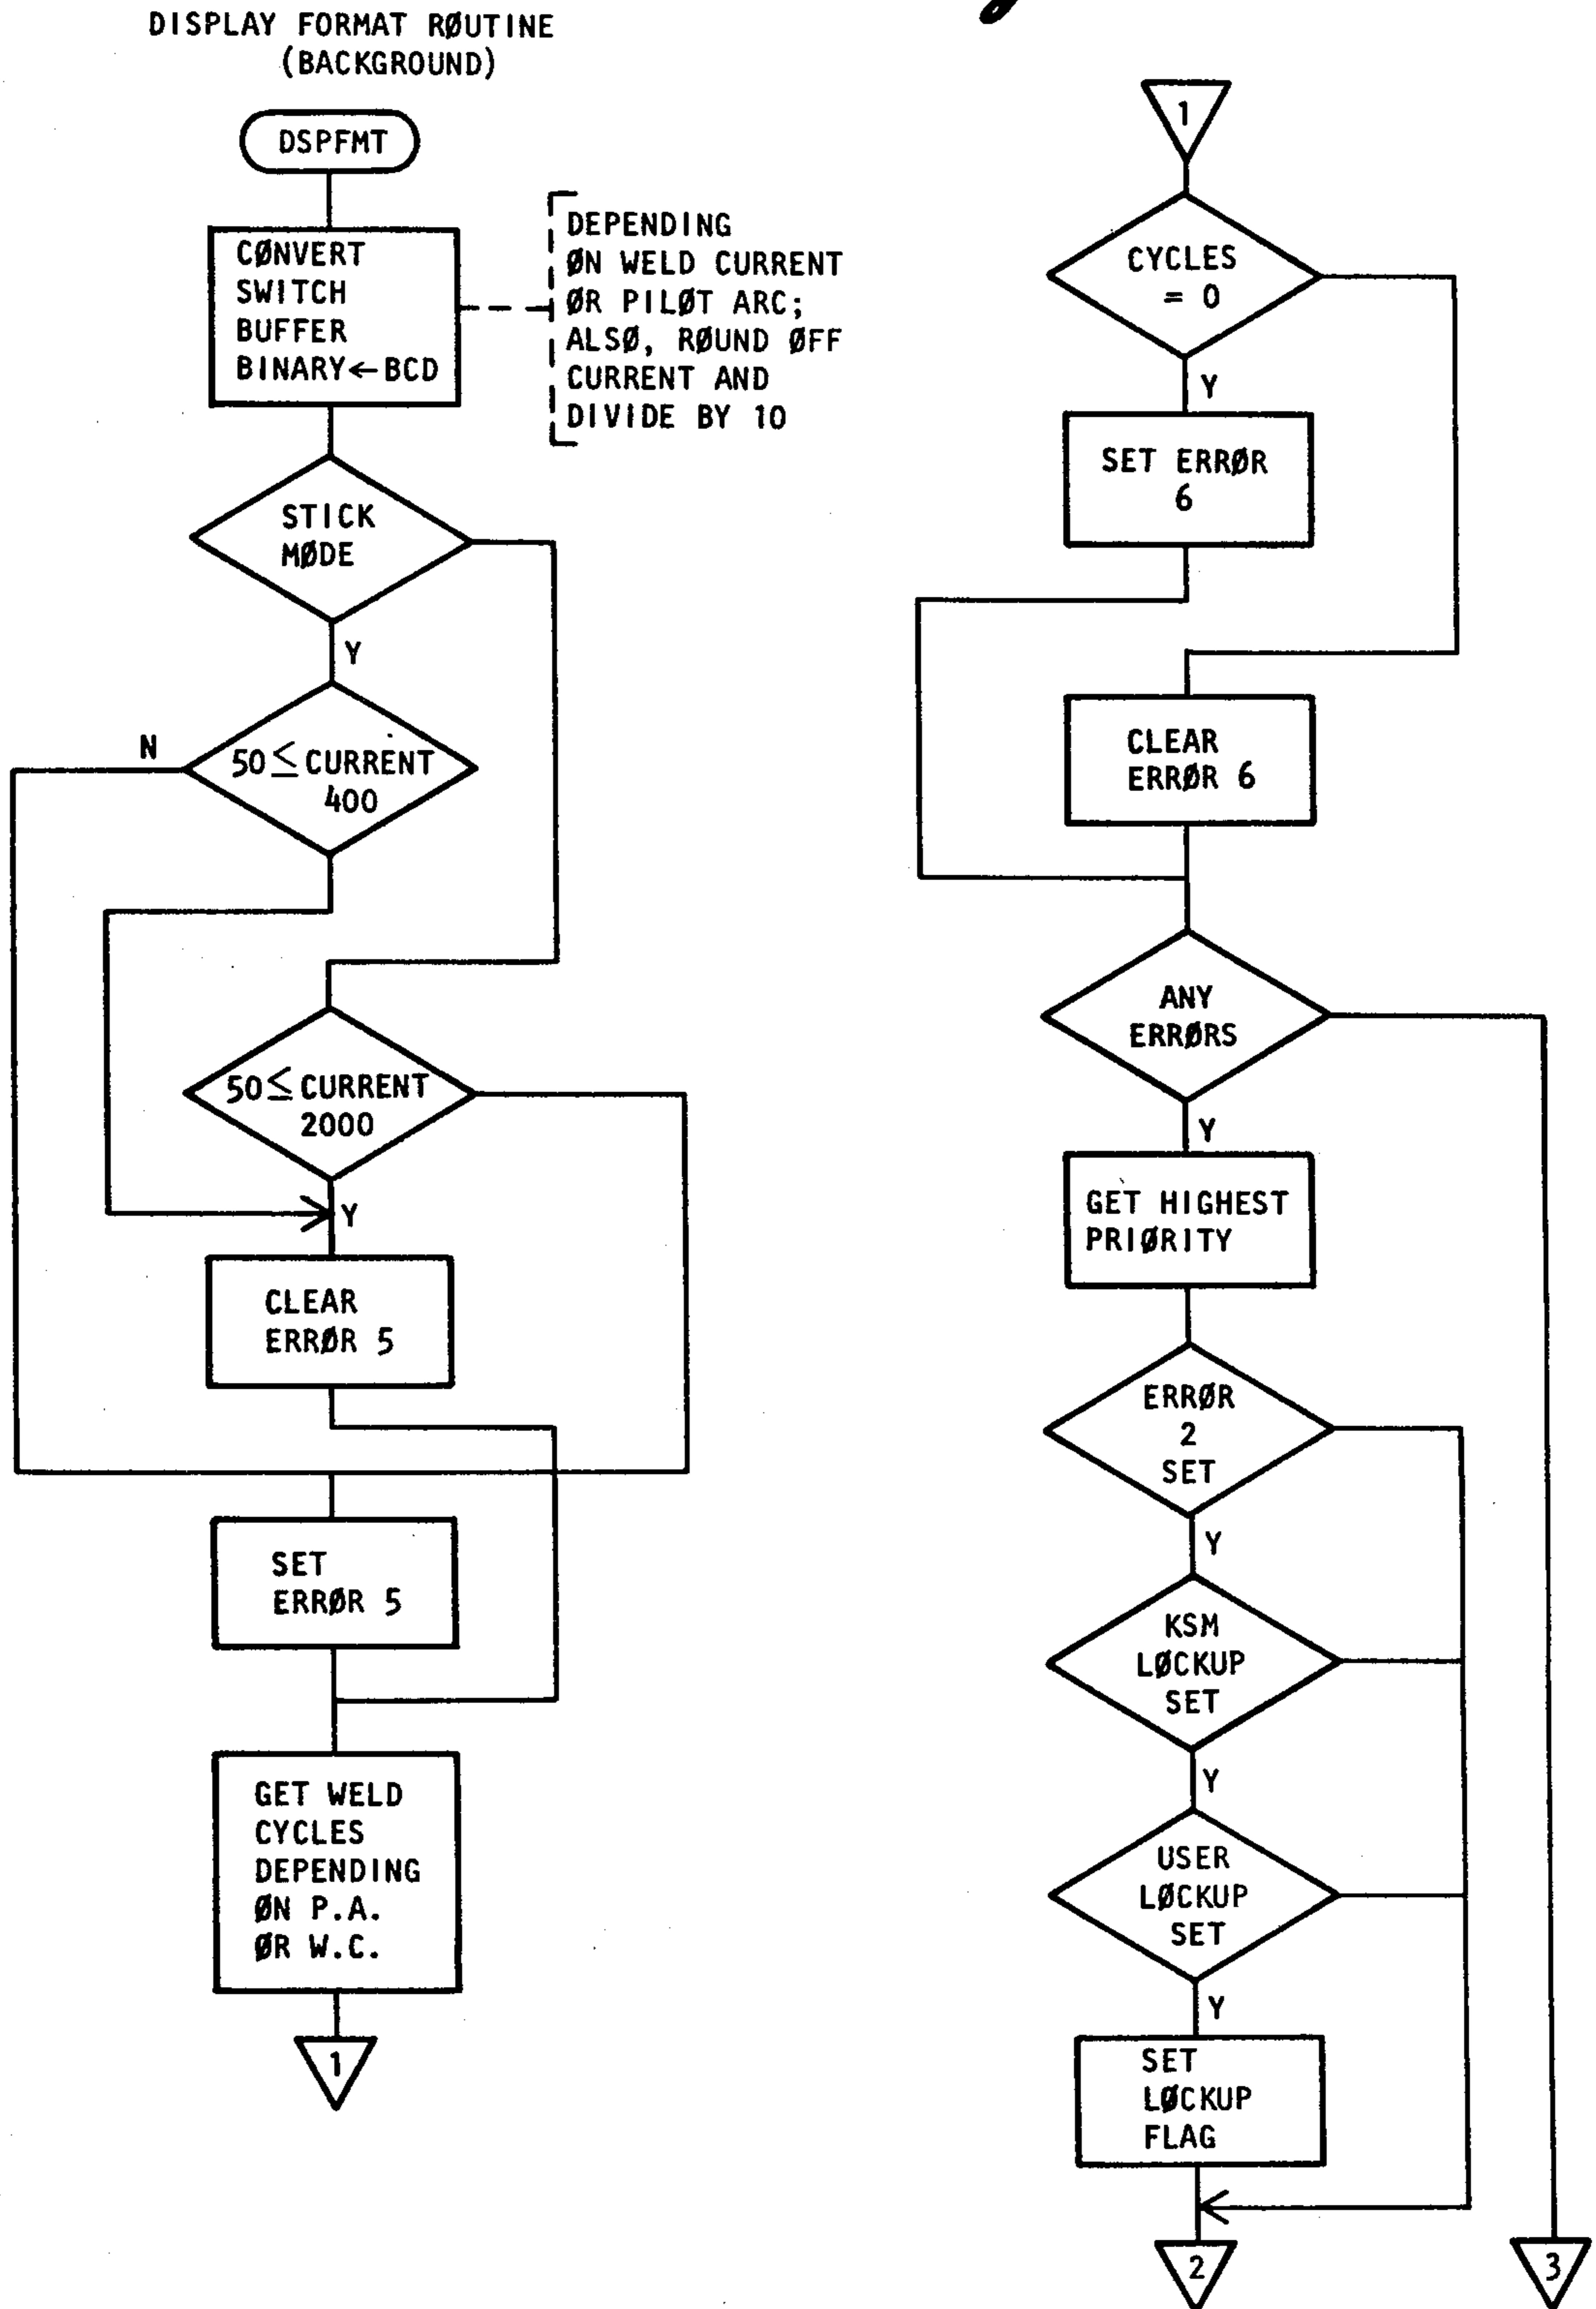 DISPLAY FORMAT RØUTINE
(BACKGROUND)
DSPFMT
CØNVERT
SWITCH
BUFFER
BINARY←BCD
DEPENDING
ØN WELD CURRENT
ØR PILØT ARC;
ALSØ, RØUND ØFF
CURRENT AND
DIVIDE BY 10
STICK
MØDE
Y
N
50≤CURRENT
400
50≤CURRENT
2000
Y
CLEAR
ERRØR 5
SET
ERRØR 5
GET WELD
CYCLES
DEPENDING
ØN P.A.
ØR W.C.
1
1
CYCLES
= 0
Y
SET ERRØR
6
CLEAR
ERRØR 6
ANY
ERRØRS
Y
GET HIGHEST
PRIØRITY
ERRØR
2
SET
Y
KSM
LØCKUP
SET
Y
USER
LØCKUP
SET
Y
SET
LØCKUP
FLAG
2
3